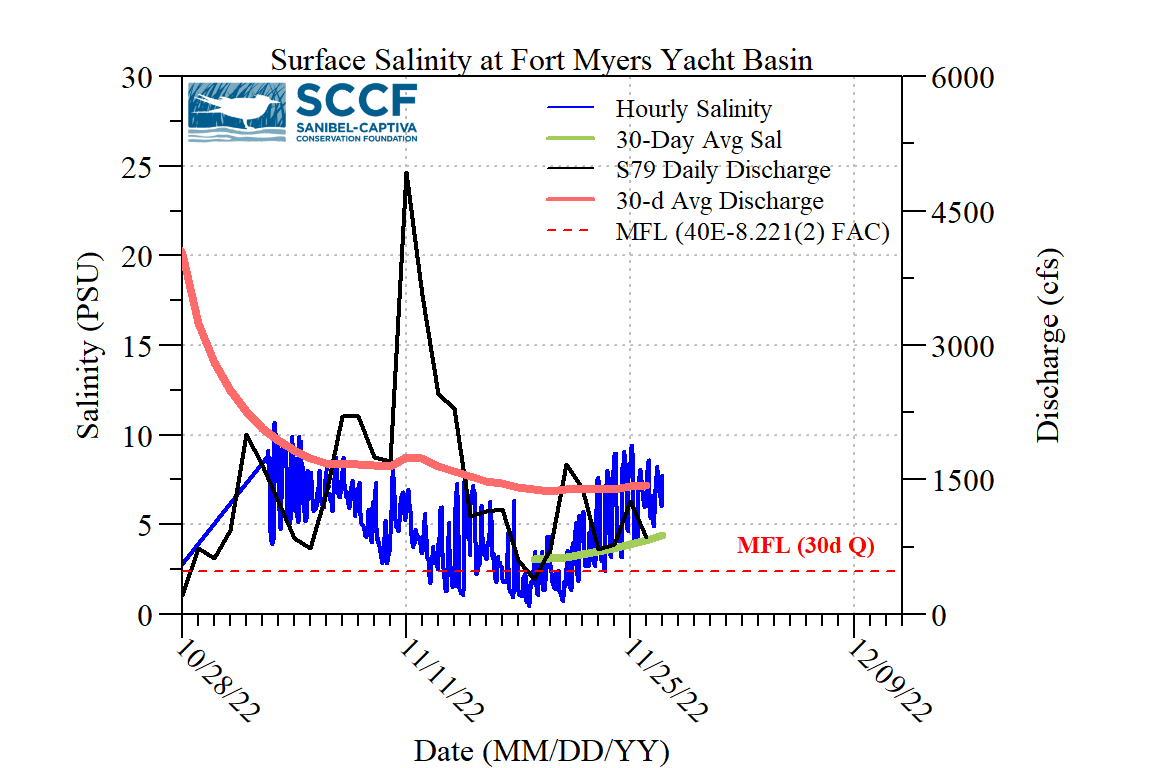 Surface Salinity at Fort Myers Yacht Basin
SCCF
SANIBEL-CAPTIVA
CONSERVATION FOUNDATION
Hourly Salinity
30-Day Avg Sal
S79 Daily Discharge
30-d Avg Discharge
MFL (40E-8.221(2) FAC)
30
25
20
15
10
5
0
Salinity (PSU)
6000
4500
3000
1500
0
Discharge (cfs)
MFL (30d Q)
10/28/22
11/11/22
11/25/22
12/09/22
Date (MM/DD/YY)